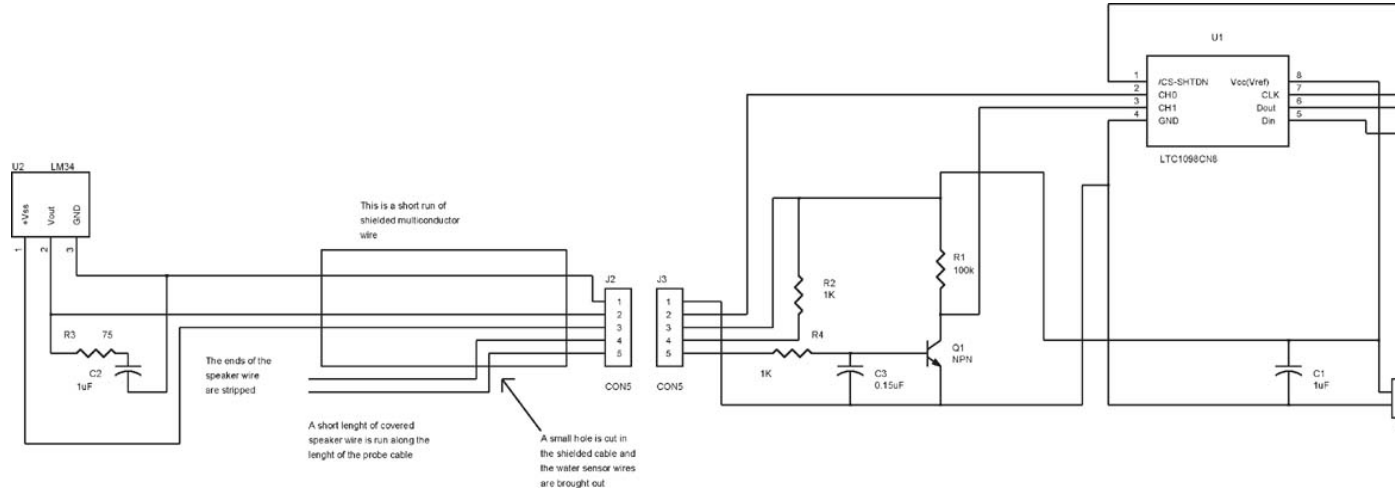 U1
1
/CS-SHTDN
Vcc(Vref)
8
2
CH0
CLK
7
3
CH1
Dout
6
4
GND
Din
5
LTC1098CN8
U2
LM34
+Vss
Vout
GND
1
2
3
This is a short run of
shielded multiconductor
wire
R3
75
C2
1uF
The ends of the
speaker wire
are stripped
A short lenght of covered
speaker wire is run along the
lenght of the probe cable
A small hole is cut in
the shielded cable and
the water sensor wires
are brought out
J2
1
2
3
4
5
CON5
J3
1
2
3
4
5
CON5
R2
1K
R4
1K
R1
100k
Q1
NPN
C3
0.15uF
C1
1uF